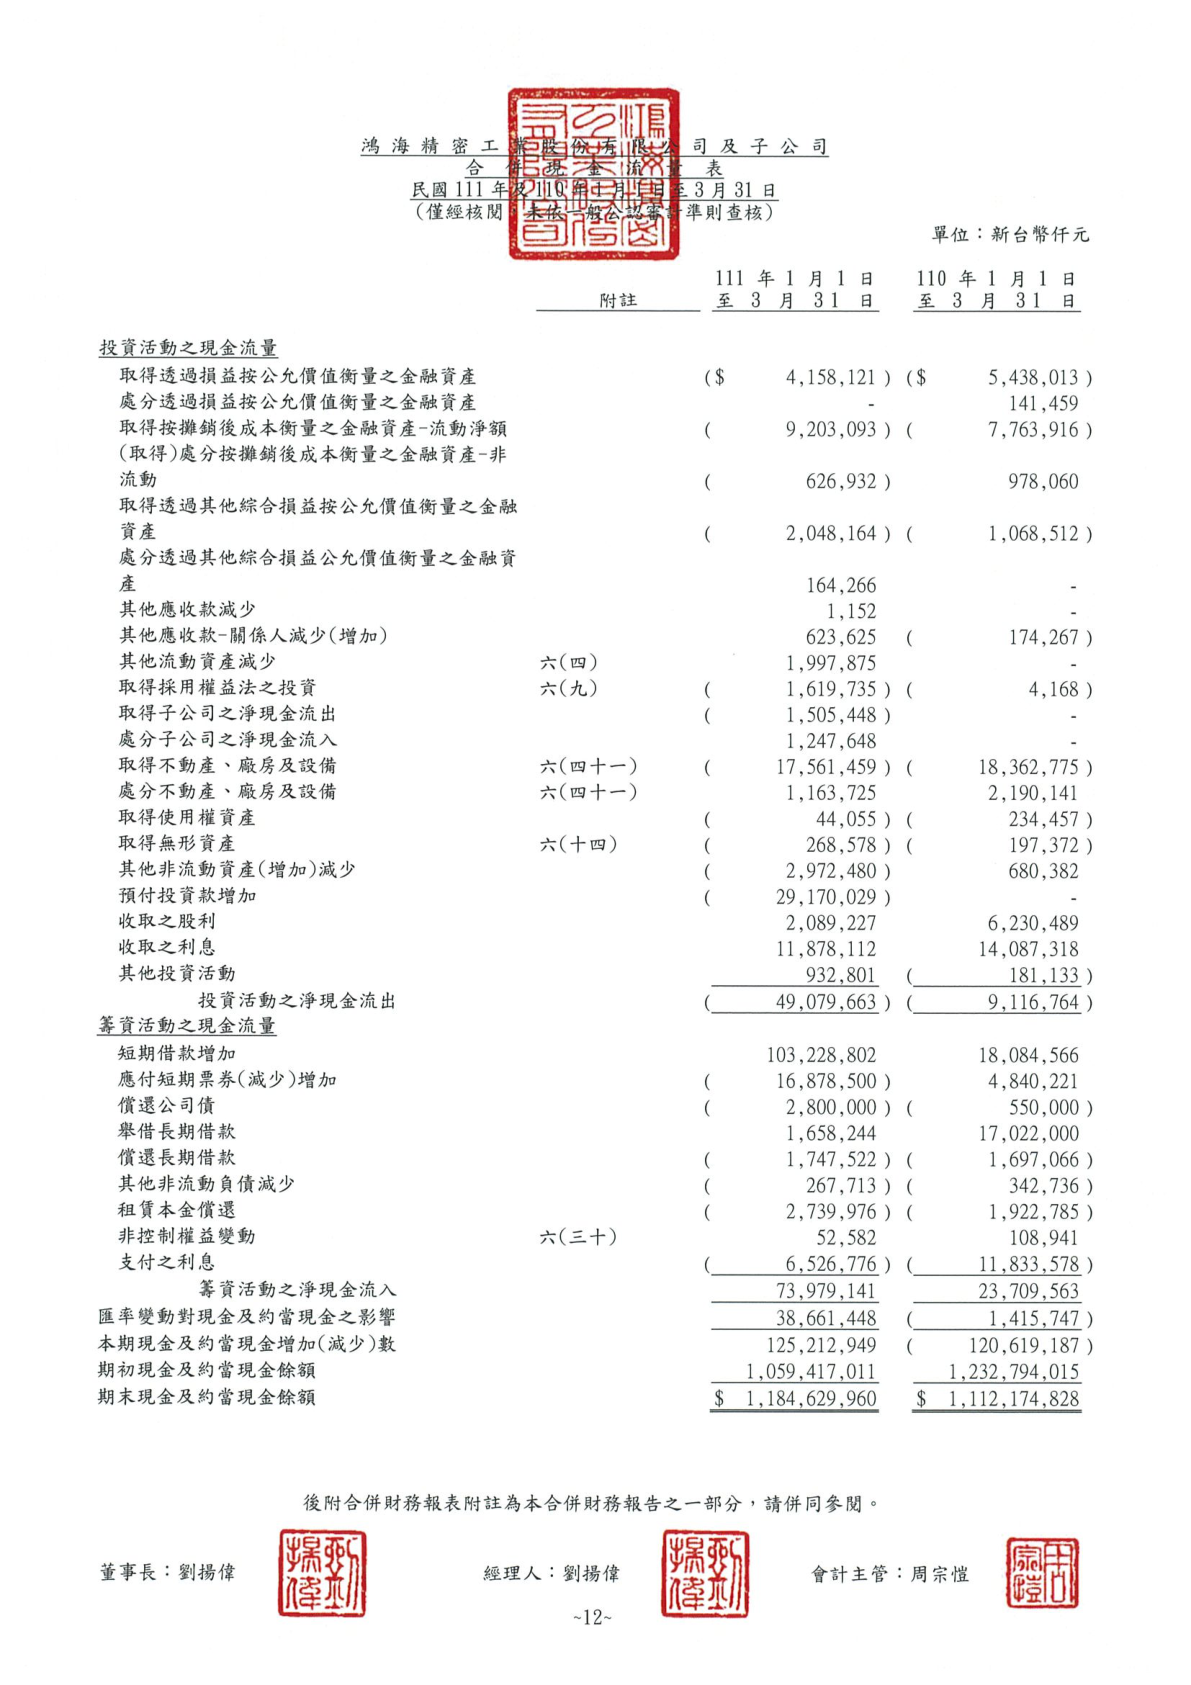 鴻海精密工業股份有限公司及子公司
合併現金流量表
民國111年及110年1月1日至3月31日
(僅經核閱，未依一般公認審計準則查核)
單位：新台幣仟元
111年1月1日 110年1月1日
附註 至3月31日 至3月31日
投資活動之現金流量
取得透過損益按公允價值衡量之金融資產 ($ 4,158,121) ($ 5,438,013)
處分透過損益按公允價值衡量之金融資產 - 141,459
取得按攤銷後成本衡量之金融資產-流動淨額 ( 9,203,093) ( 7,763,916)
(取得)處分按攤銷後成本衡量之金融資產-非
流動 ( 626,932) 978,060
取得透過其他綜合損益按公允價值衡量之金融
資產 ( 2,048,164) ( 1,068,512)
處分透過其他綜合損益公允價值衡量之金融資
產 164,266 -
其他應收款減少 1,152 -
其他應收款-關係人減少(增加) 623,625 ( 174,267)
其他流動資產減少 六(四) 1,997,875 -
取得採用權益法之投資 六(九) ( 1,619,735) ( 4,168)
取得子公司之淨現金流出 ( 1,505,448) -
處分子公司之淨現金流入 1,247,648 -
取得不動產、廠房及設備 六(四十一) ( 17,561,459) ( 18,362,775)
處分不動產、廠房及設備 六(四十一) 1,163,725 2,190,141
取得使用權資產 ( 44,055) ( 234,457)
取得無形資產 六(十四) ( 268,578) ( 197,372)
其他非流動資產(增加)減少 ( 2,972,480) 680,382
預付投資款增加 ( 29,170,029) -
收取之股利 2,089,227 6,230,489
收取之利息 11,878,112 14,087,318
其他投資活動 932,801 ( 181,133)
投資活動之淨現金流出 ( 49,079,663) ( 9,116,764)
籌資活動之現金流量
短期借款增加 103,228,802 18,084,566
應付短期票券(減少)增加 ( 16,878,500) 4,840,221
償還公司債 ( 2,800,000) ( 550,000)
舉借長期借款 1,658,244 17,022,000
償還長期借款 ( 1,747,522) ( 1,697,066)
其他非流動負債減少 ( 267,713) ( 342,736)
租賃本金償還 ( 2,739,976) ( 1,922,785)
非控制權益變動 六(三十) 52,582 108,941
支付之利息 ( 6,526,776) ( 11,833,578)
籌資活動之淨現金流入 73,979,141 23,709,563
匯率變動對現金及約當現金之影響 38,661,448 ( 1,415,747)
本期現金及約當現金增加(減少)數 125,212,949 ( 120,619,187)
期初現金及約當現金餘額 1,059,417,011 1,232,794,015
期末現金及約當現金餘額 $ 1,184,629,960 $ 1,112,174,828
後附合併財務報表附註為本合併財務報告之一部分，請併同參閱。
董事長：劉揚偉 經理人：劉揚偉 會計主管：周宗愷
~12~